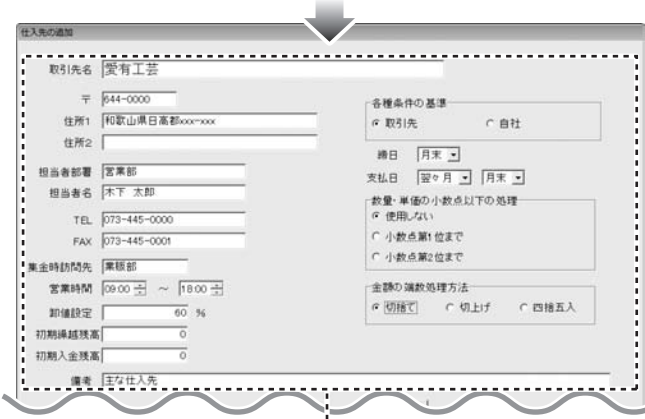 仕入先の追加
取引先名 愛有工芸
〒 644-0000
住所1 和歌山県日高郡xxx-xxx
住所2
担当者部署 営業部
担当者名 木下 太郎
TEL 073-445-0000
FAX 073-445-0001
集金時訪問先 業販部
営業時間 09:00 ～ 18:00
卸値設定 60 %
初期繰越残高 0
初期入金残高 0
備考 主な仕入先
各種条件の基準
取引先 自社
締日 月末
支払日 翌々月 月末
数量・単価の小数点以下の処理
使用しない
小数点第1位まで
小数点第2位まで
金額の端数処理方法
切捨て 切上げ 四捨五入